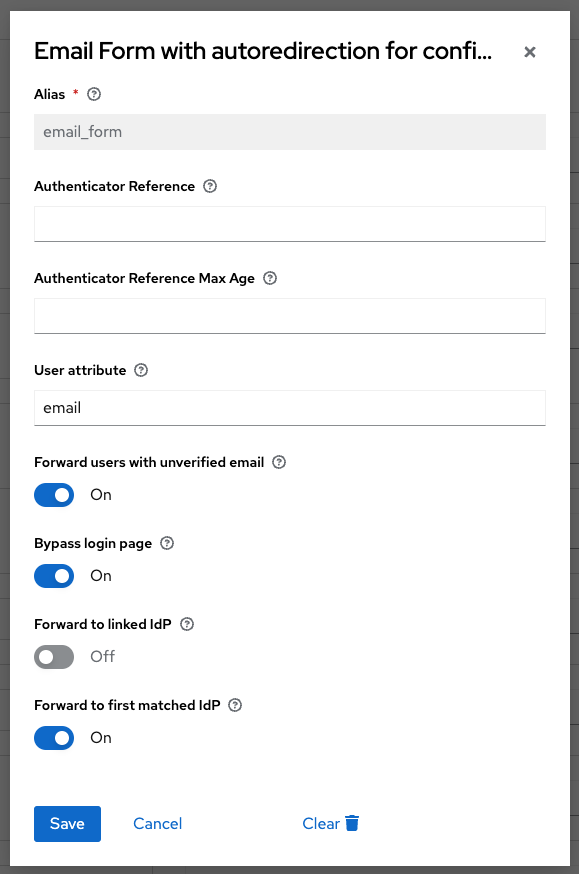 Email Form with autoredirection for confi...
Alias *
email_form
Authenticator Reference
Authenticator Reference Max Age
User attribute
email
Forward users with unverified email
On
Bypass login page
On
Forward to linked IdP
Off
Forward to first matched IdP
On
Save Cancel Clear